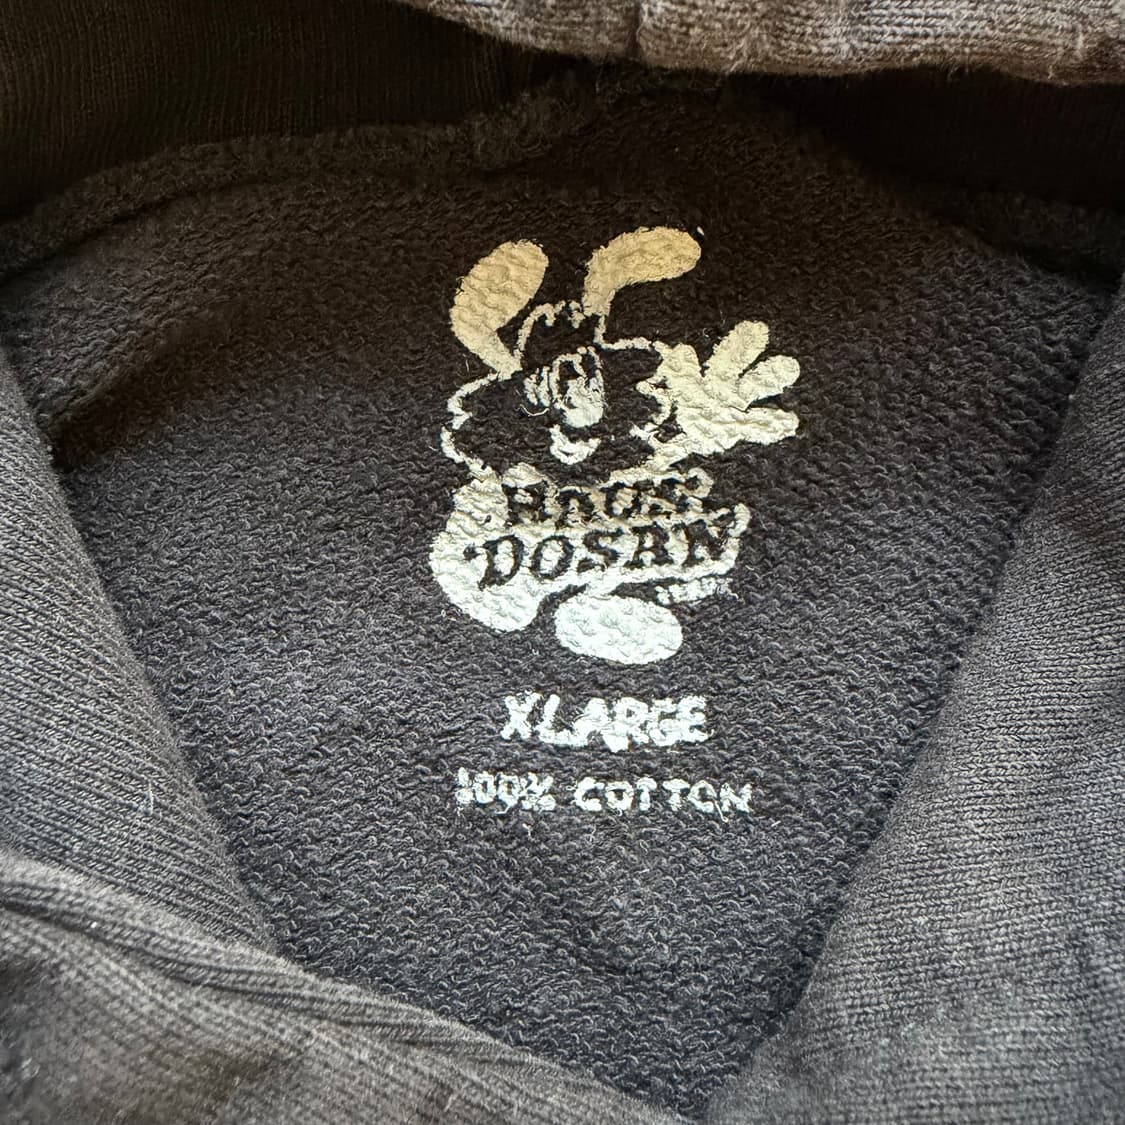 HAUS
DOSAN
XLARGE
100% COTTON